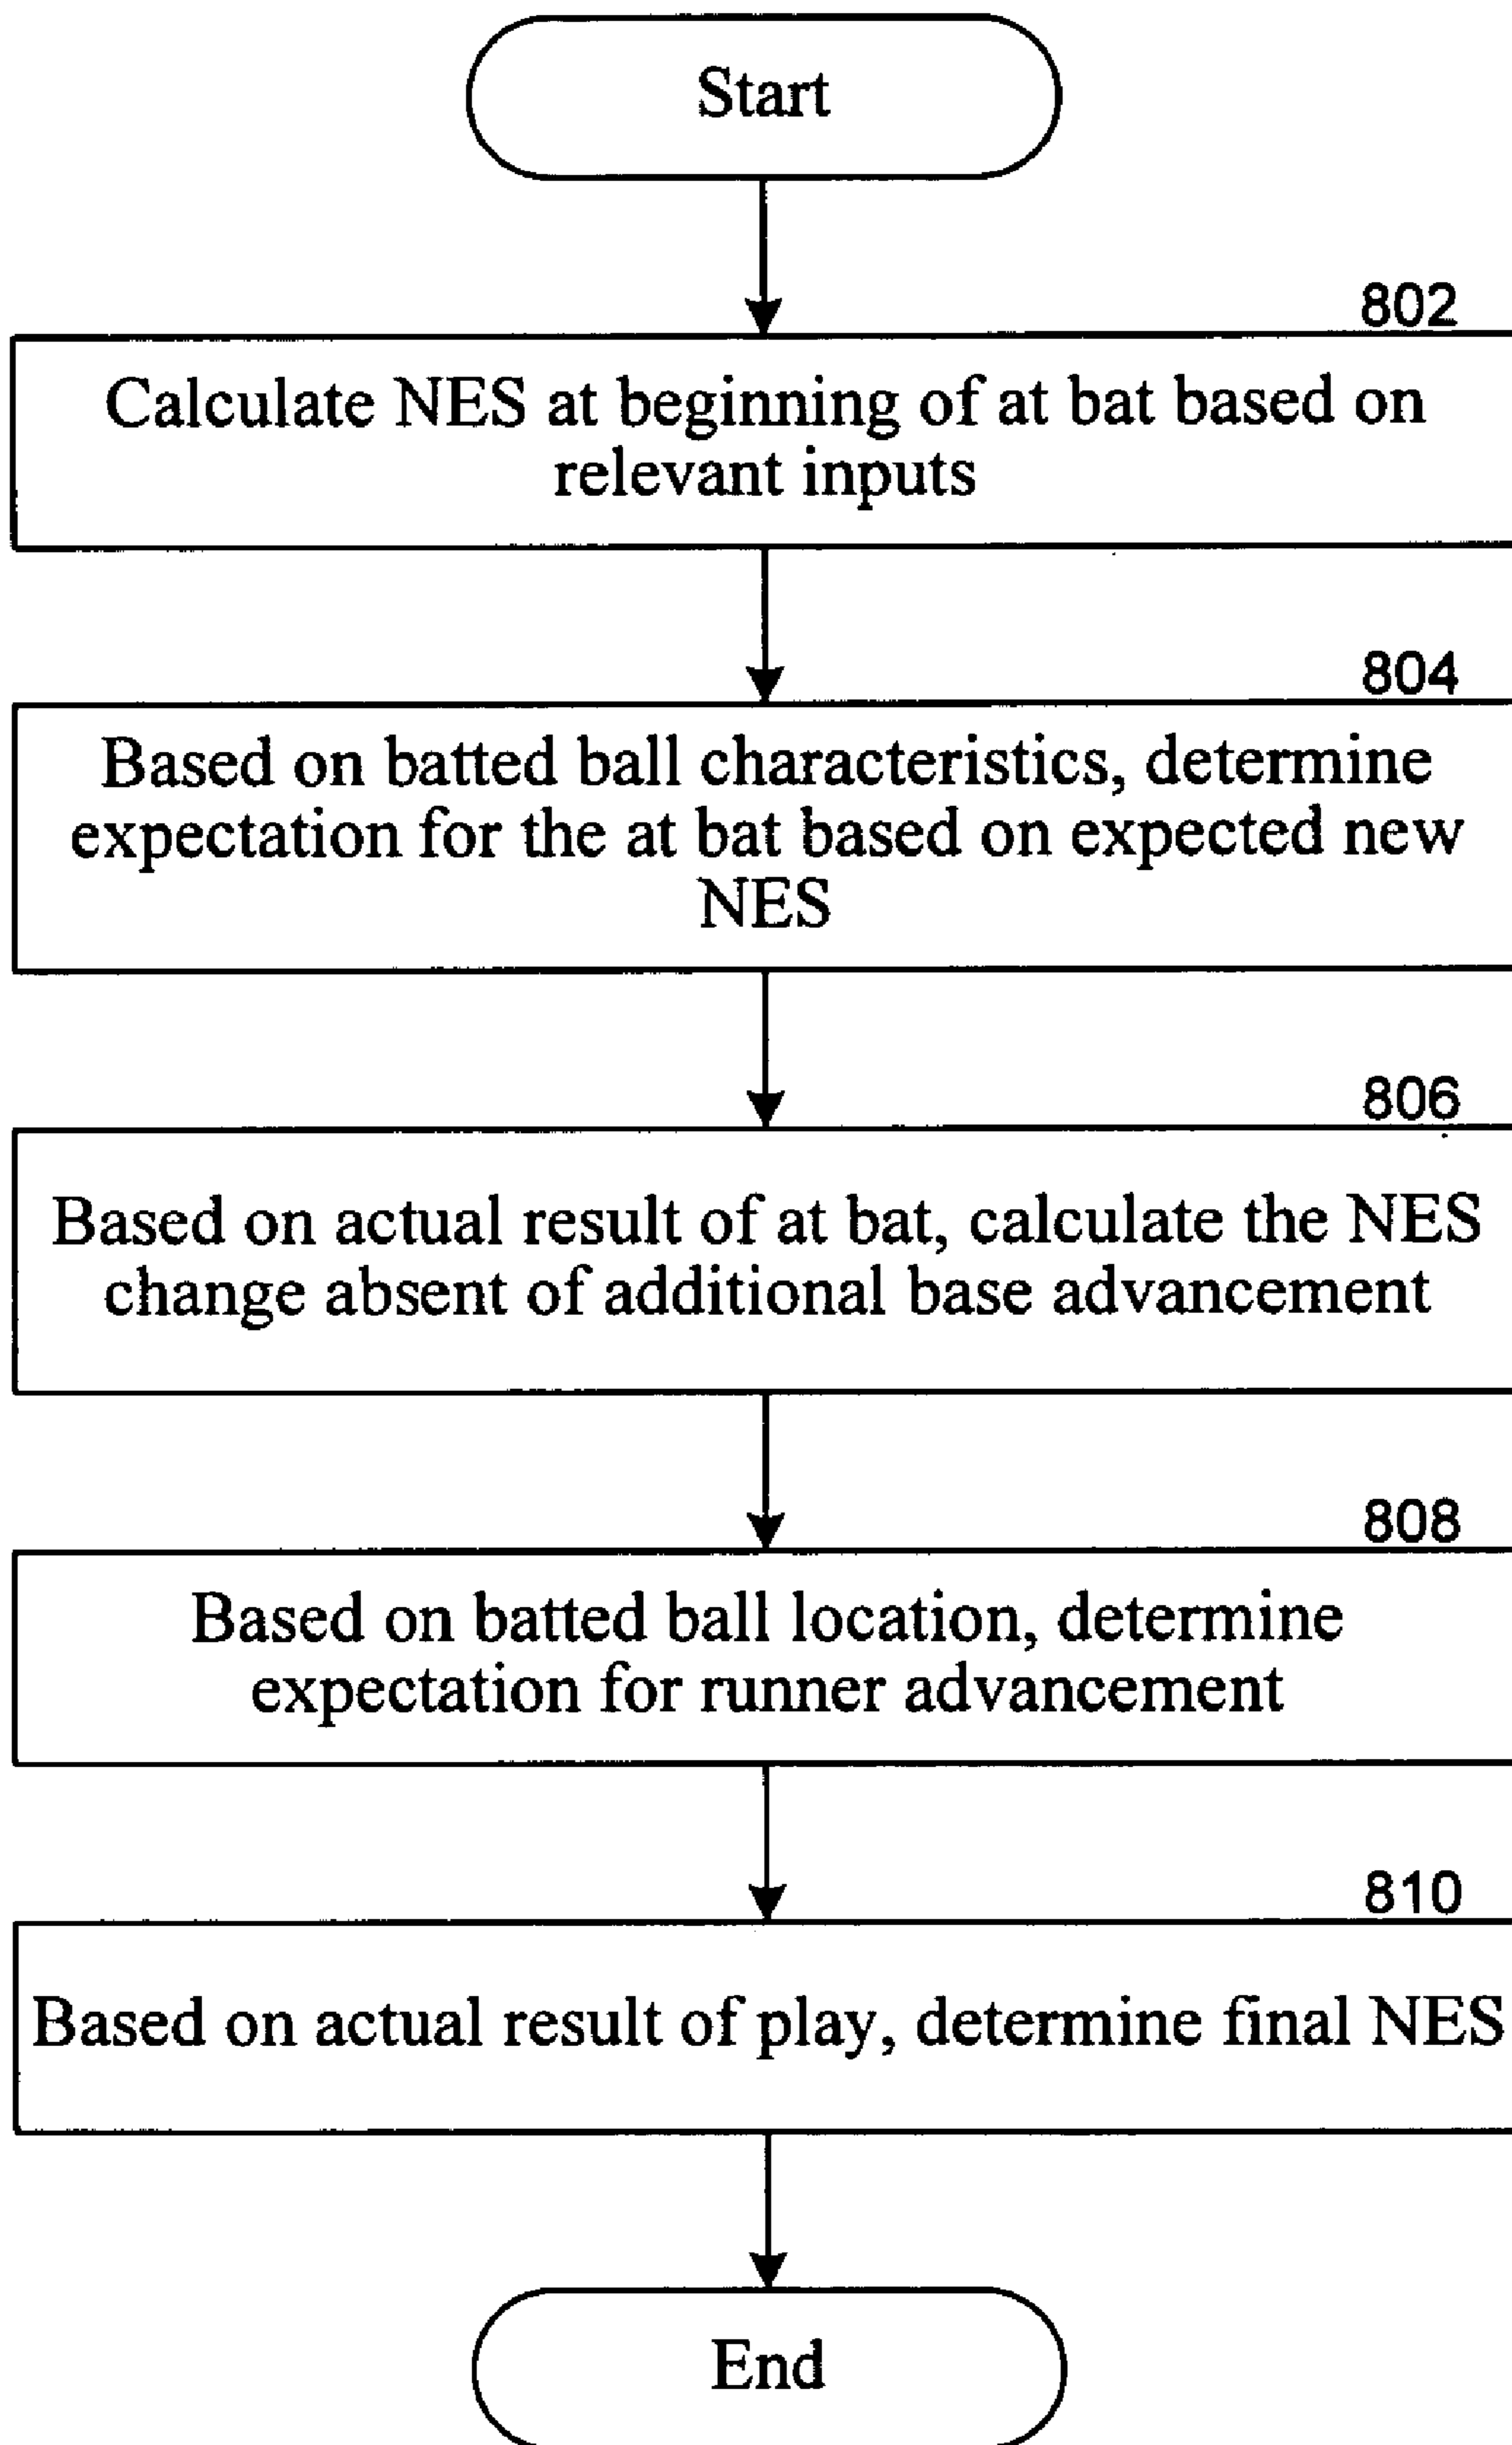 Start
802
Calculate NES at beginning of at bat based on
relevant inputs
804
Based on batted ball characteristics, determine
expectation for the at bat based on expected new
NES
806
Based on actual result of at bat, calculate the NES
change absent of additional base advancement
808
Based on batted ball location, determine
expectation for runner advancement
810
Based on actual result of play, determine final NES
End